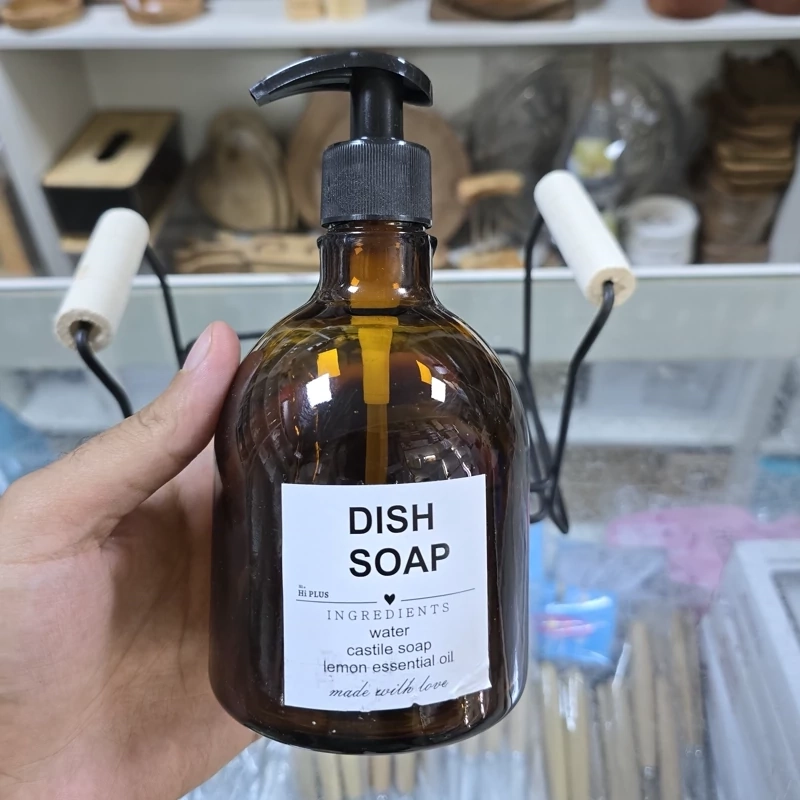 DISH
SOAP
Hi PLUS
INGREDIENTS
water
castile soap
lemon essential oil
made with love